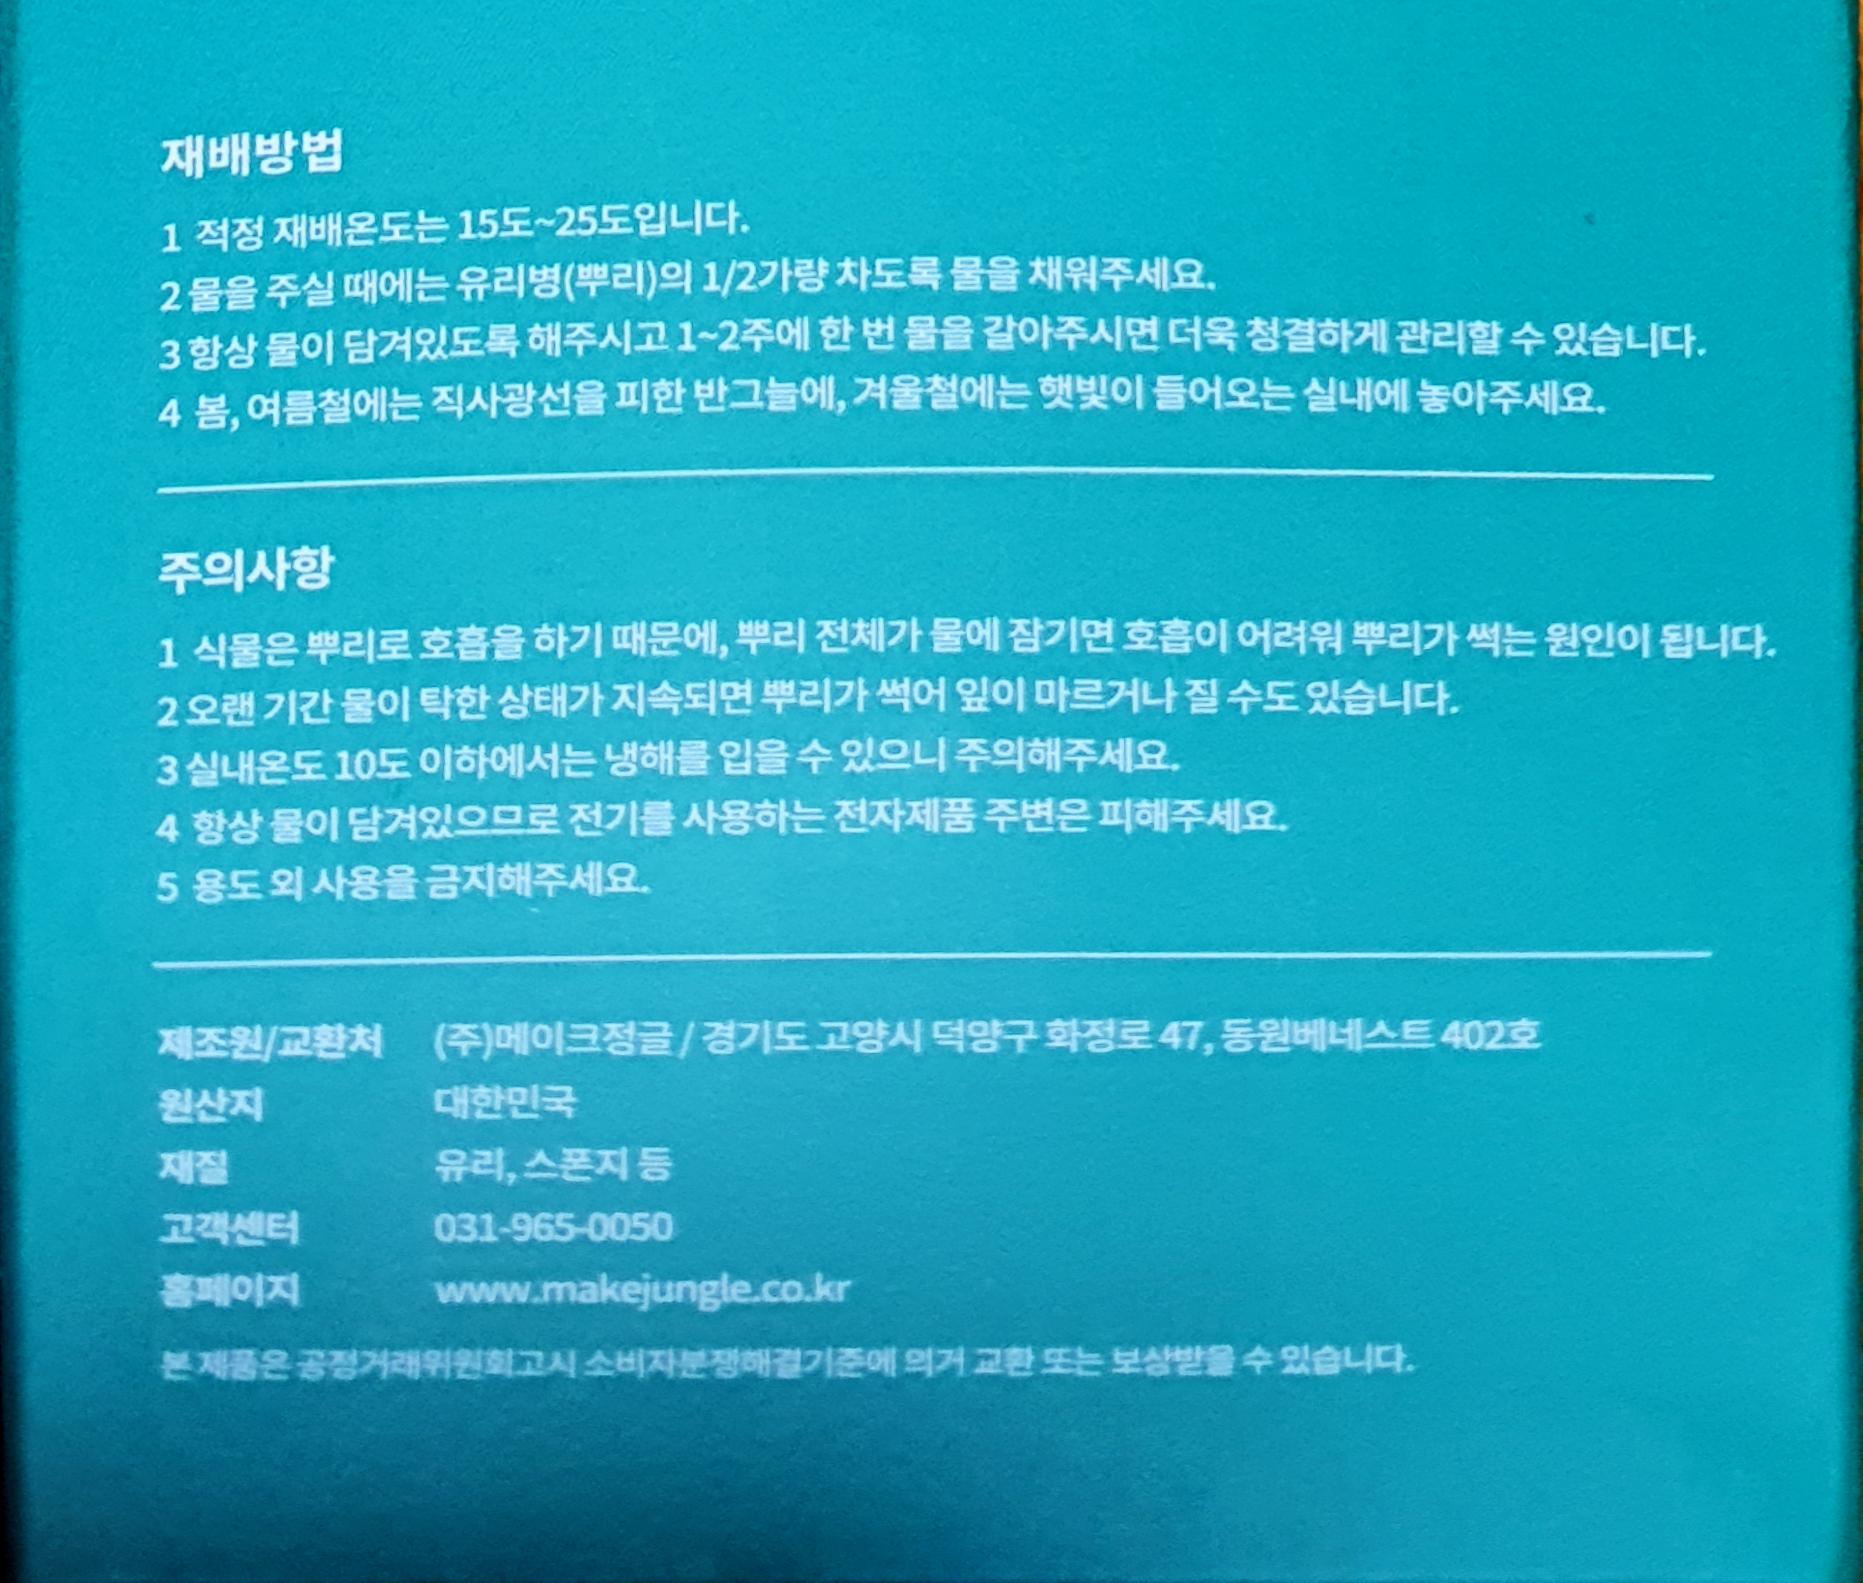 재배방법
1 적정 재배온도는 15도~25도입니다.
2 물을 주실 때에는 유리병(뿌리)의 1/2가량 차도록 물을 채워주세요.
3 항상 물이 담겨있도록 해주시고 1~2주에 한 번 물을 갈아주시면 더욱 청결하게 관리할 수 있습니다.
4 봄, 여름철에는 직사광선을 피한 반그늘에, 겨울철에는 햇빛이 들어오는 실내에 놓아주세요.
주의사항
1 식물은 뿌리로 호흡을 하기 때문에, 뿌리 전체가 물에 잠기면 호흡이 어려워 뿌리가 썩는 원인이 됩니다.
2 오랜 기간 물이 탁한 상태가 지속되면 뿌리가 썩어 잎이 마르거나 질 수도 있습니다.
3 실내온도 10도 이하에서는 냉해를 입을 수 있으니 주의해주세요.
4 항상 물이 담겨있으므로 전기를 사용하는 전자제품 주변은 피해주세요.
5 용도 외 사용을 금지해주세요.
제조원/교환처 (주)메이크정글 / 경기도 고양시 덕양구 화정로 47, 동원베네스트 402호
원산지 대한민국
재질 유리, 스폰지 등
고객센터 031-965-0050
홈페이지 www.makejungle.co.kr
본 제품은 공정거래위원회고시 소비자분쟁해결기준에 의거 교환 또는 보상받을 수 있습니다.